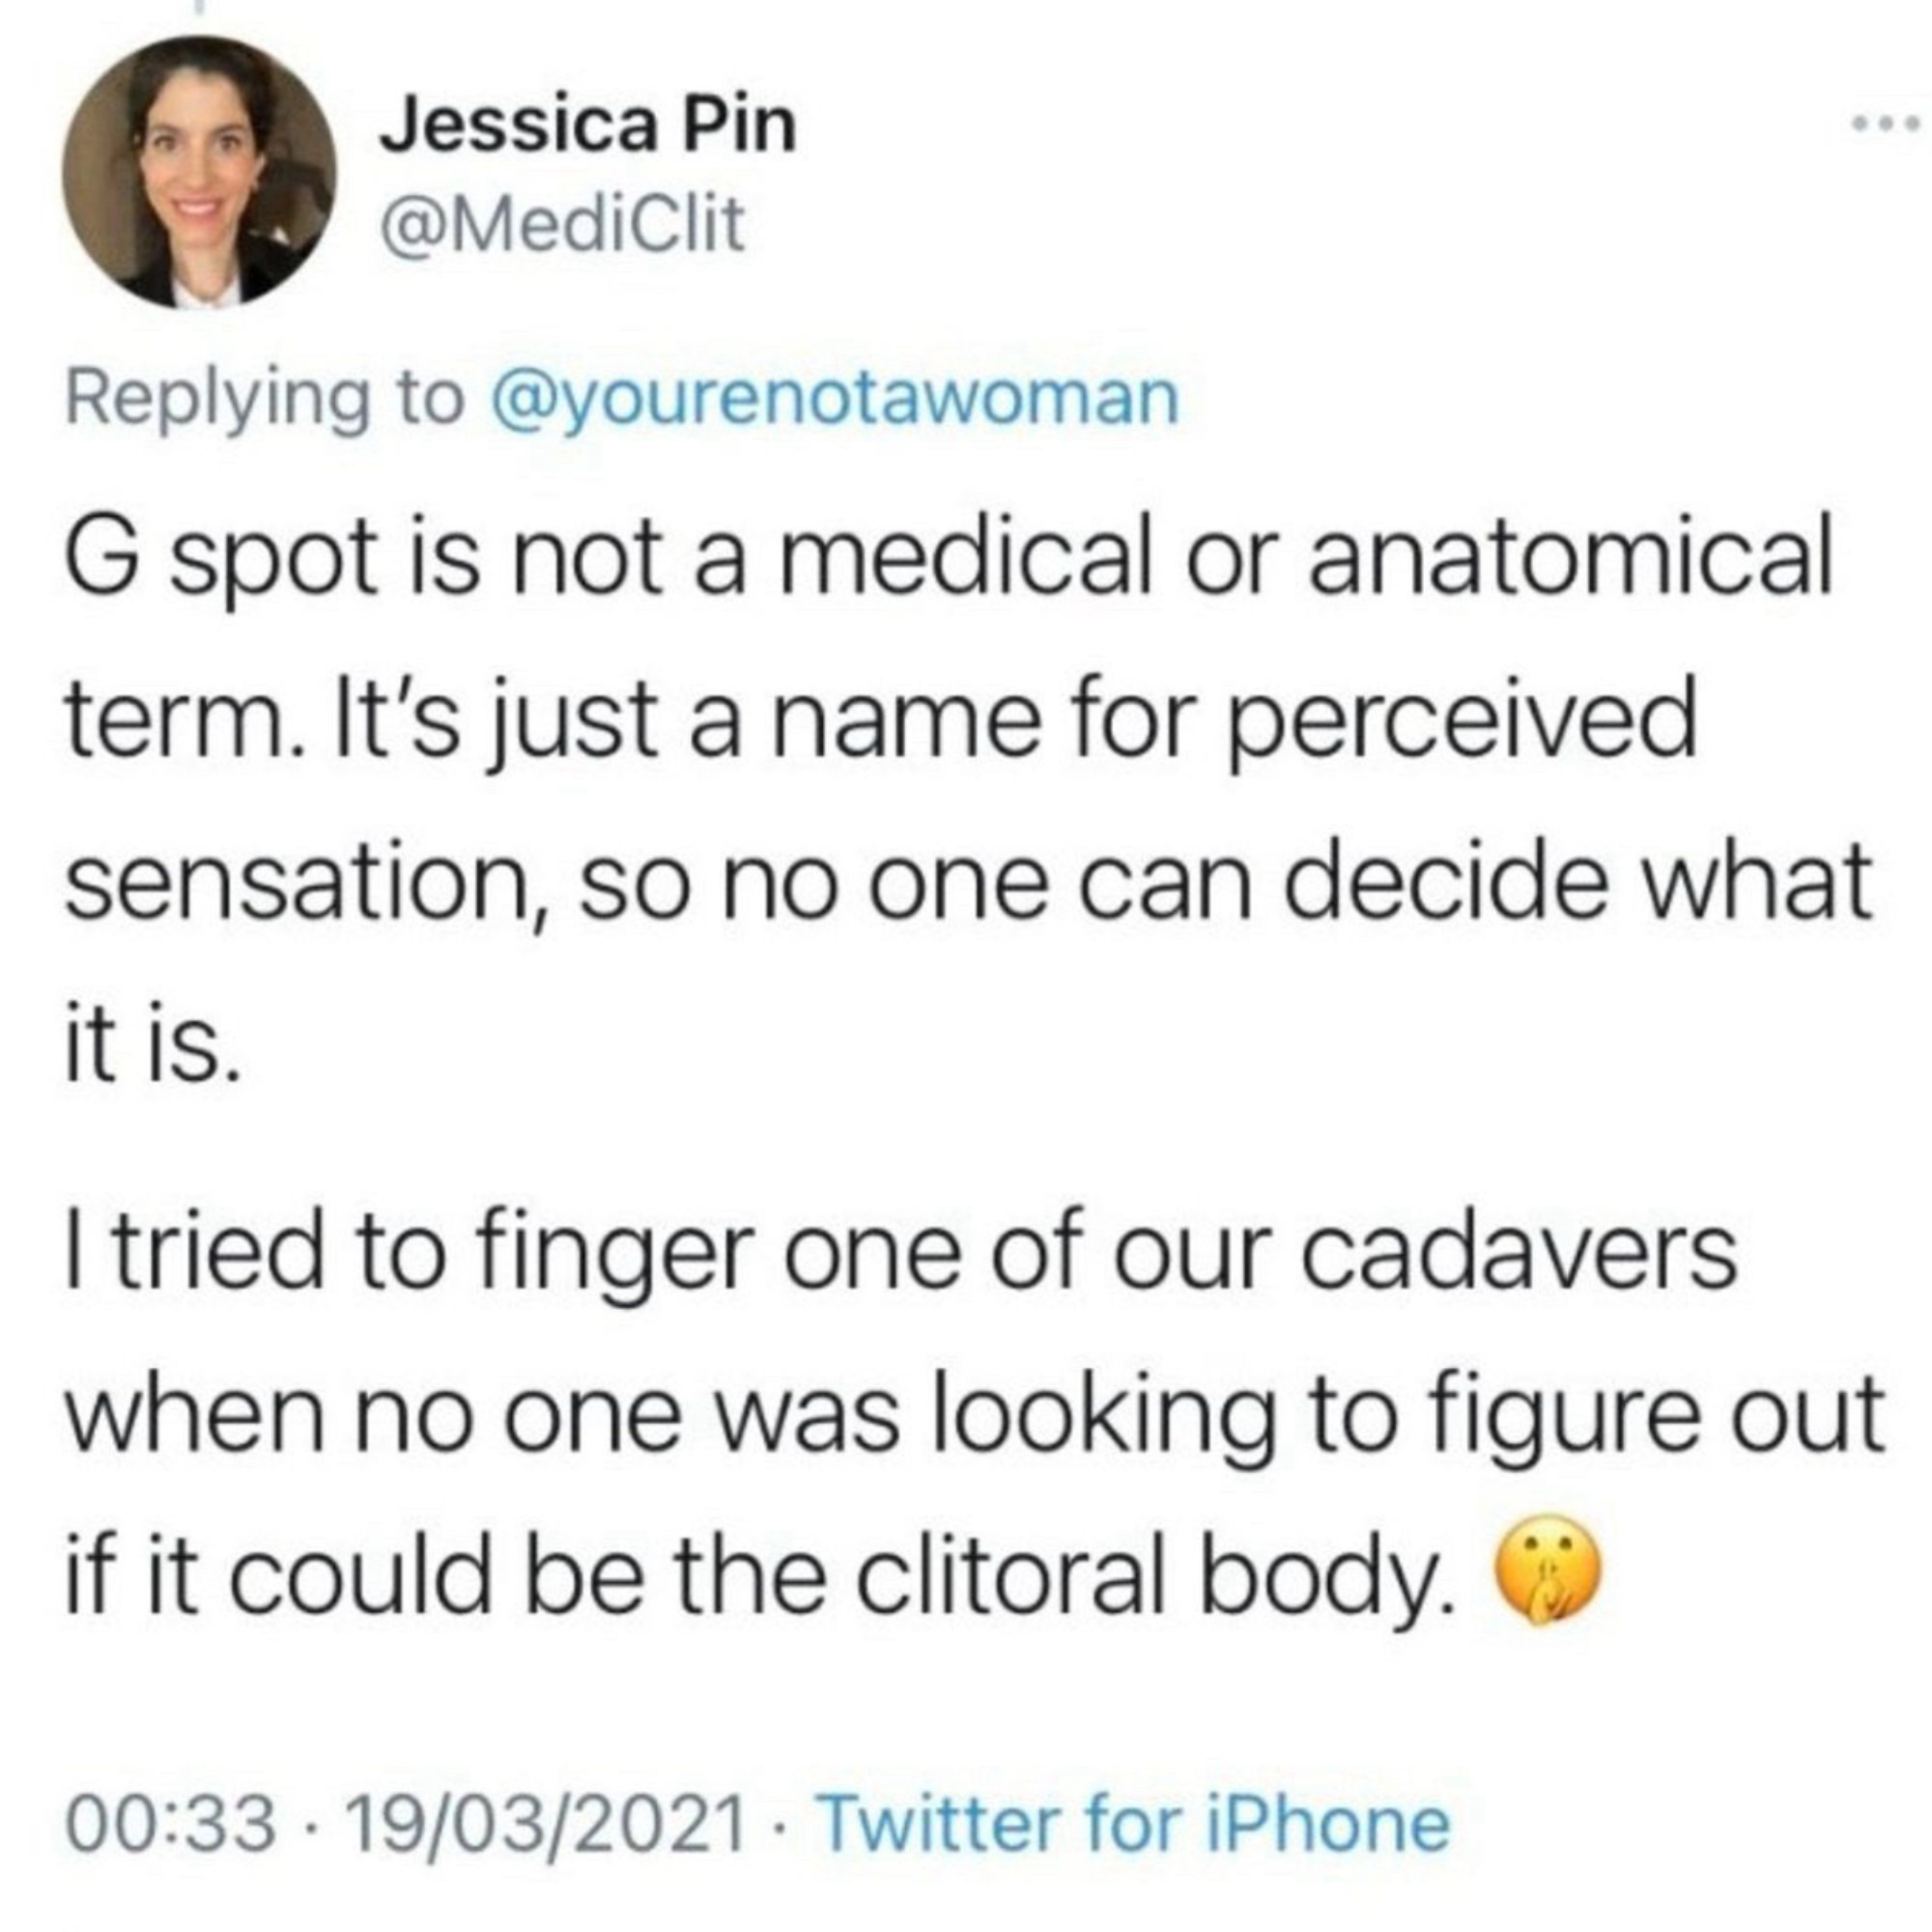 Jessica Pin
@MediClit
Replying to @yourenotawoman
G spot is not a medical or anatomical
term. It’s just a name for perceived
sensation, so no one can decide what
it is.
I tried to finger one of our cadavers
when no one was looking to figure out
if it could be the clitoral body. 🤫
00:33 · 19/03/2021 · Twitter for iPhone